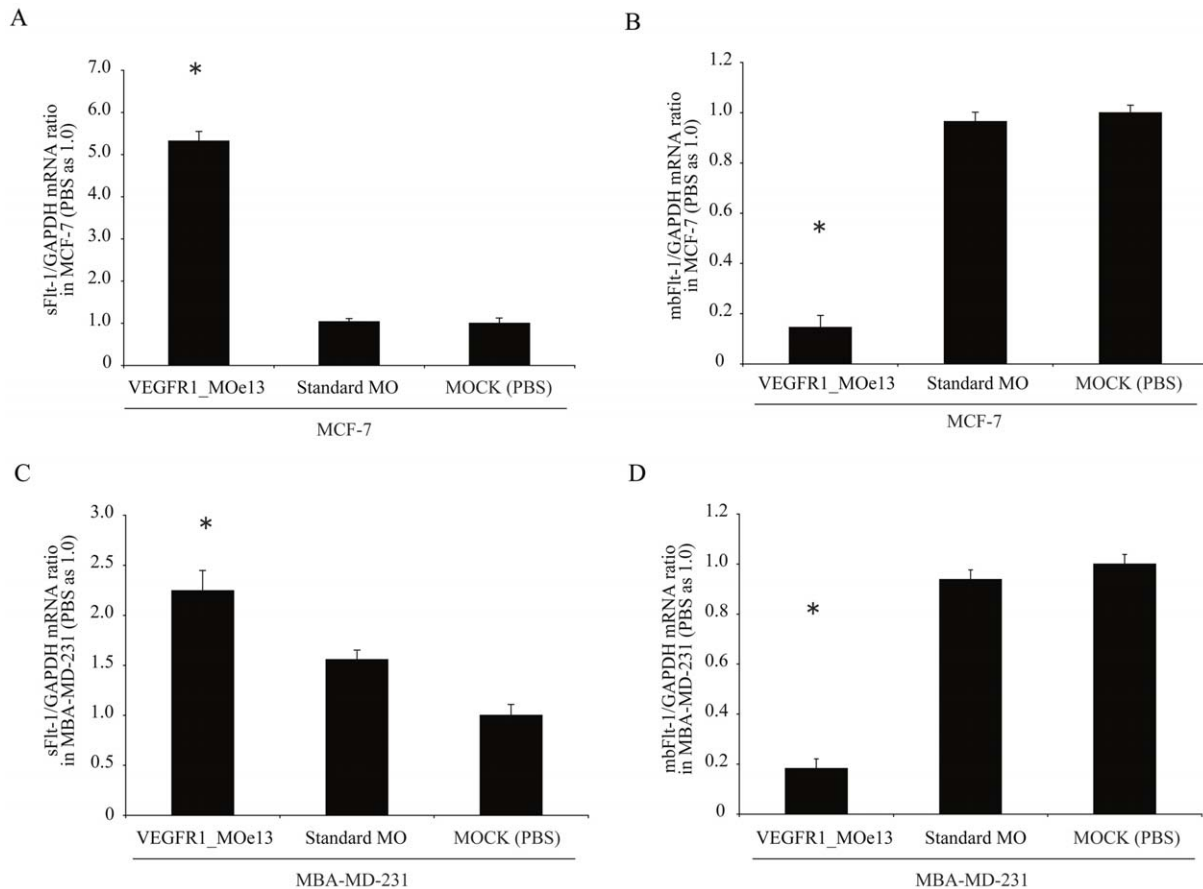 A
sFlt-1/GAPDH mRNA ratio
in MCF-7 (PBS as 1.0)
7.0
6.0
5.0
4.0
3.0
2.0
1.0
0
*
VEGFR1_MOe13 Standard MO MOCK (PBS)
MCF-7
B
mbFlt-1/GAPDH mRNA ratio
in MCF-7 (PBS as 1.0)
1.2
1.0
0.8
0.6
0.4
0.2
0
*
VEGFR1_MOe13 Standard MO MOCK (PBS)
MCF-7
C
sFlt-1/GAPDH mRNA ratio
in MBA-MD-231 (PBS as 1.0)
3.0
2.5
2.0
1.5
1.0
0.5
0
*
VEGFR1_MOe13 Standard MO MOCK (PBS)
MBA-MD-231
D
mbFlt-1/GAPDH mRNA ratio
in MBA-MD-231 (PBS as 1.0)
1.2
1.0
0.8
0.6
0.4
0.2
0
*
VEGFR1_MOe13 Standard MO MOCK (PBS)
MBA-MD-231